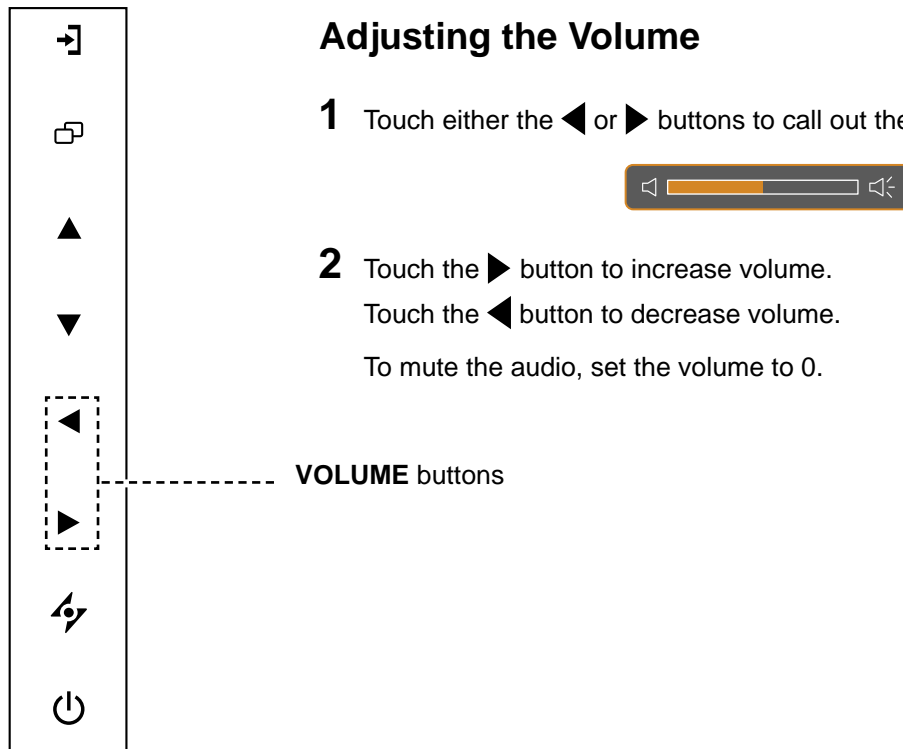 Adjusting the Volume
1 Touch either the ◀ or ▶ buttons to call out the
2 Touch the ▶ button to increase volume.
Touch the ◀ button to decrease volume.
To mute the audio, set the volume to 0.
VOLUME buttons